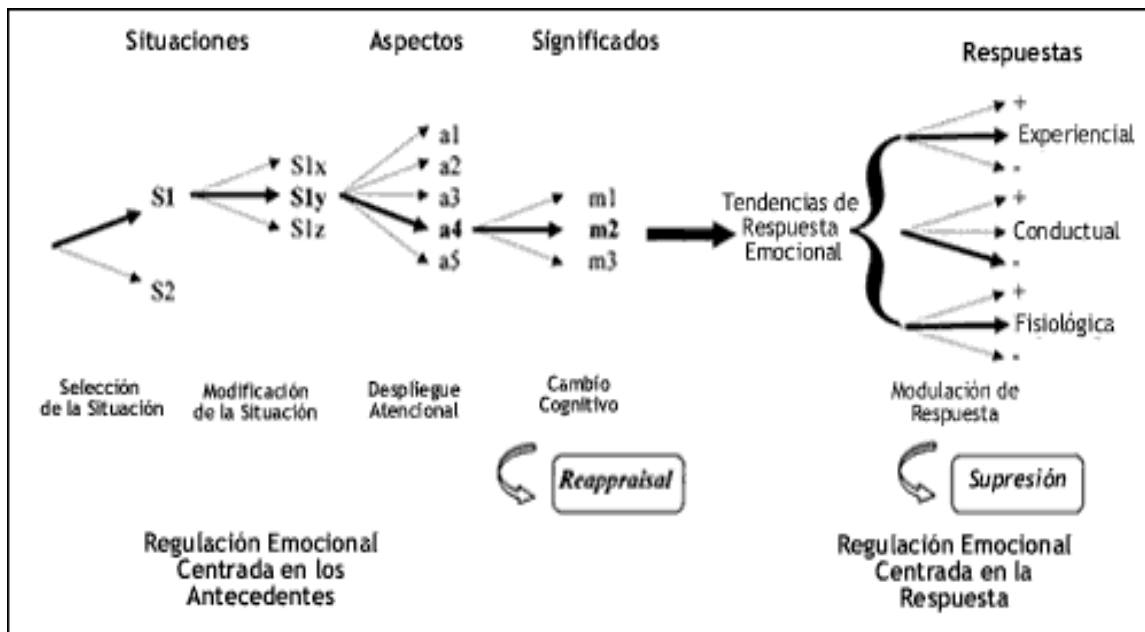 Situaciones
Aspectos
Significados
Respuestas
S1
S2
S1x
S1y
S1z
a1
a2
a3
a4
a5
m1
m2
m3
Tendencias de
Respuesta
Emocional
+
Experiencial
-
+
Conductual
-
+
Fisiológica
-
Selección
de la Situación
Modificación
de la Situación
Despliegue
Atencional
Cambio
Cognitivo
Modulación de
Respuesta
Reappraisal
Supresión
Regulación Emocional
Centrada en los
Antecedentes
Regulación Emocional
Centrada en la
Respuesta